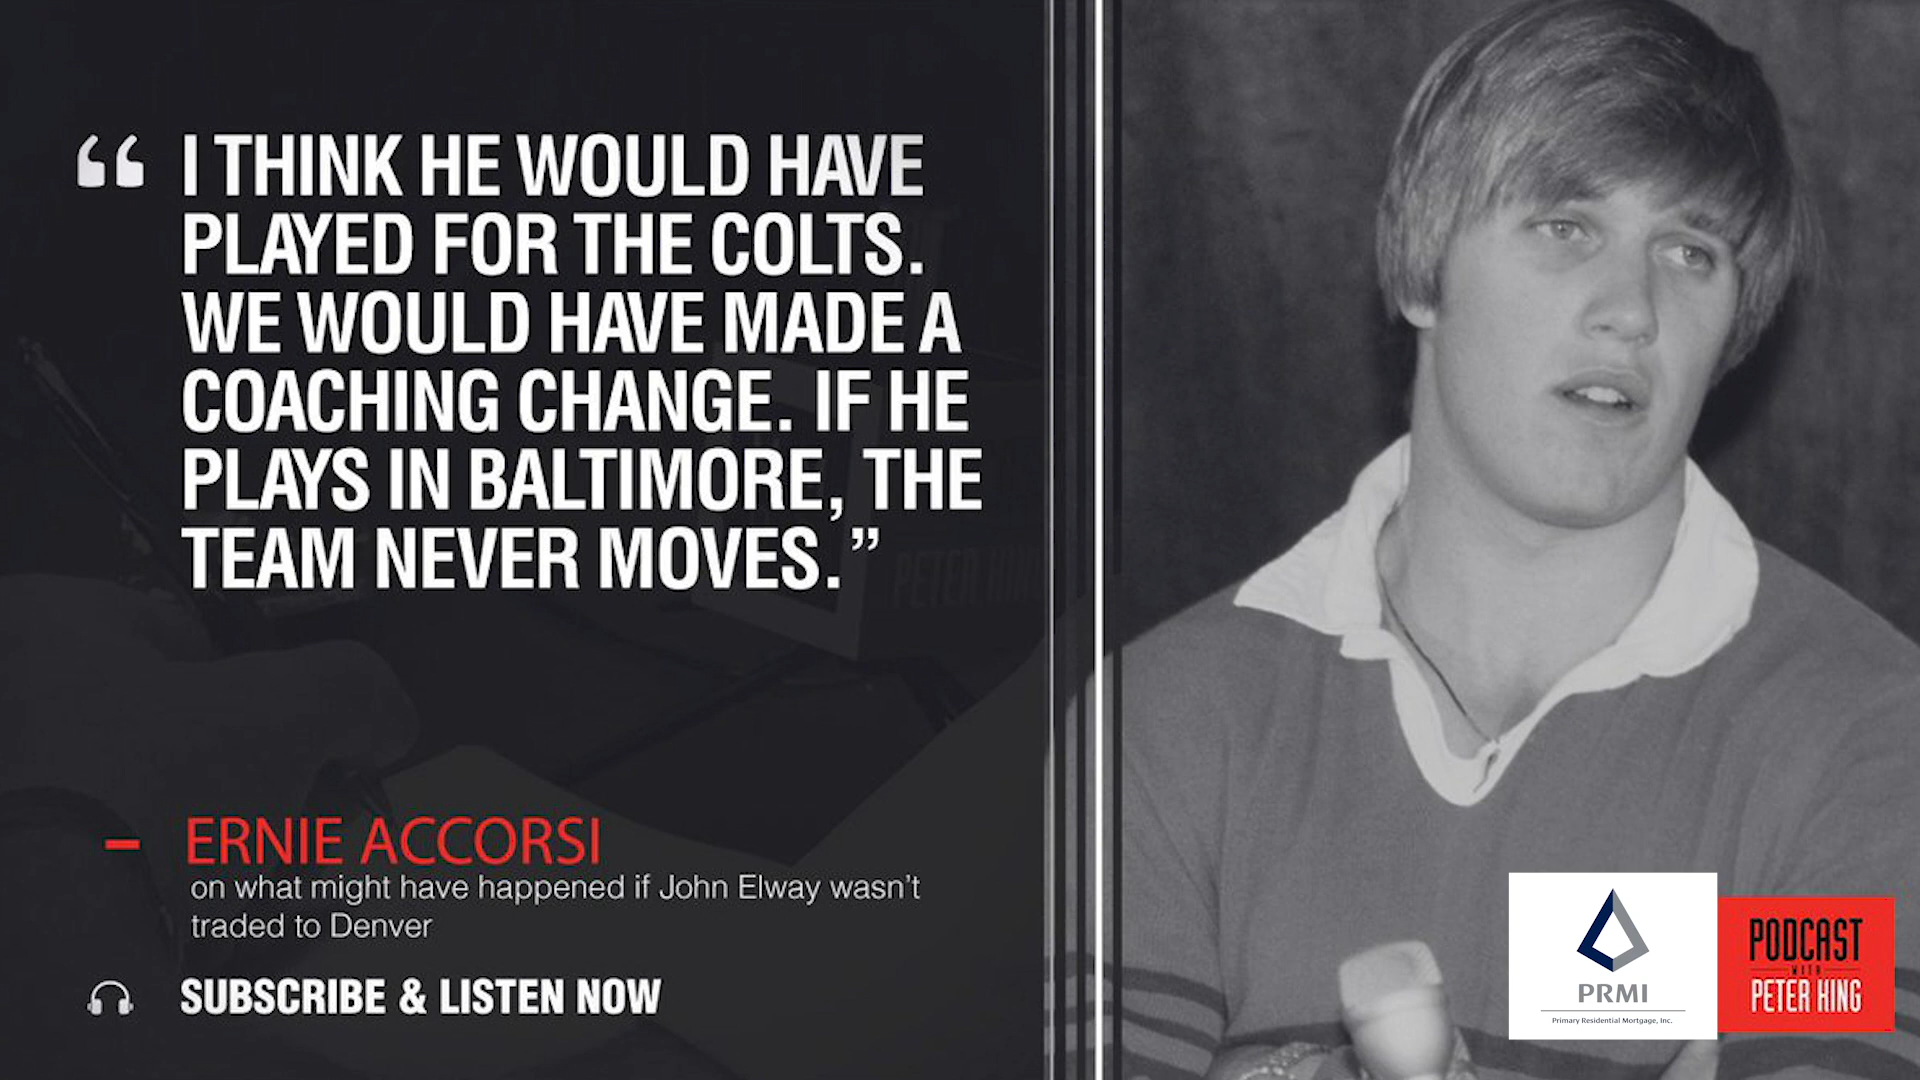 “ I THINK HE WOULD HAVE
PLAYED FOR THE COLTS.
WE WOULD HAVE MADE A
COACHING CHANGE. IF HE
PLAYS IN BALTIMORE, THE
TEAM NEVER MOVES.”
– ERNIE ACCORSI
on what might have happened if John Elway wasn’t
traded to Denver
SUBSCRIBE & LISTEN NOW
PRMI
Primary Residential Mortgage, Inc.
PODCAST
WITH
PETER KING
PETER KING